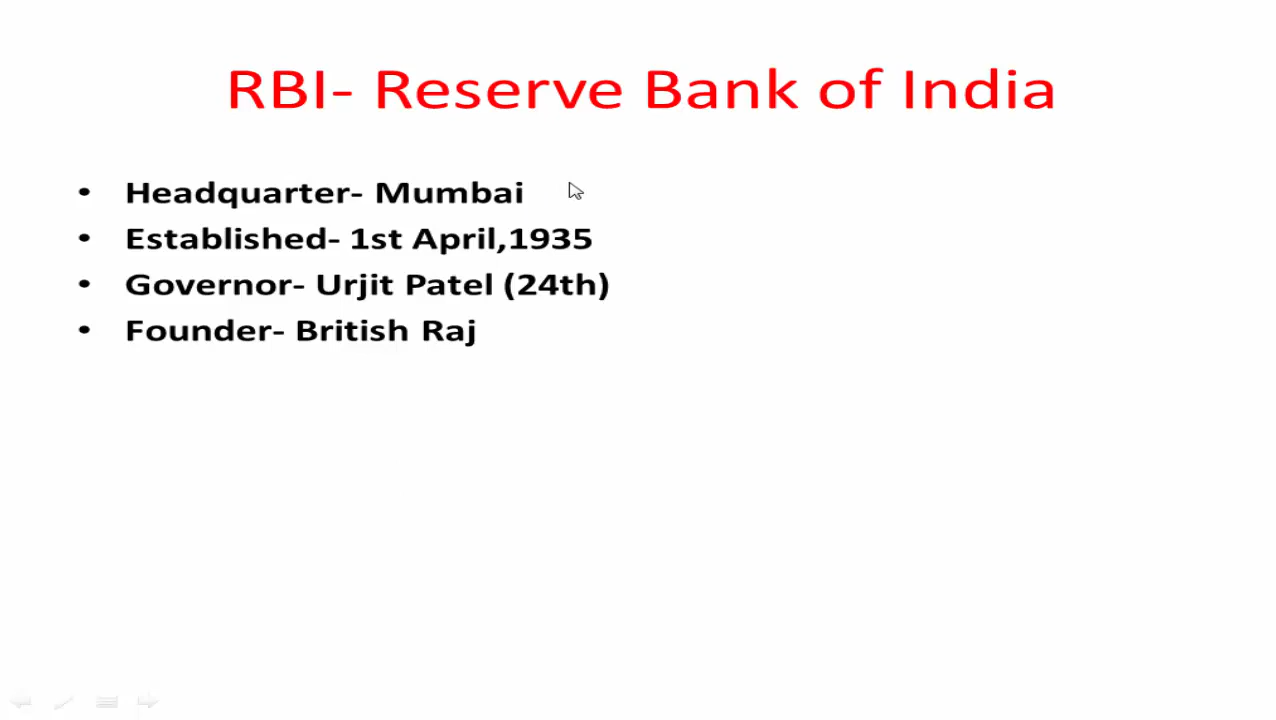 RBI- Reserve Bank of India
• Headquarter- Mumbai
• Established- 1st April,1935
• Governor- Urjit Patel (24th)
• Founder- British Raj